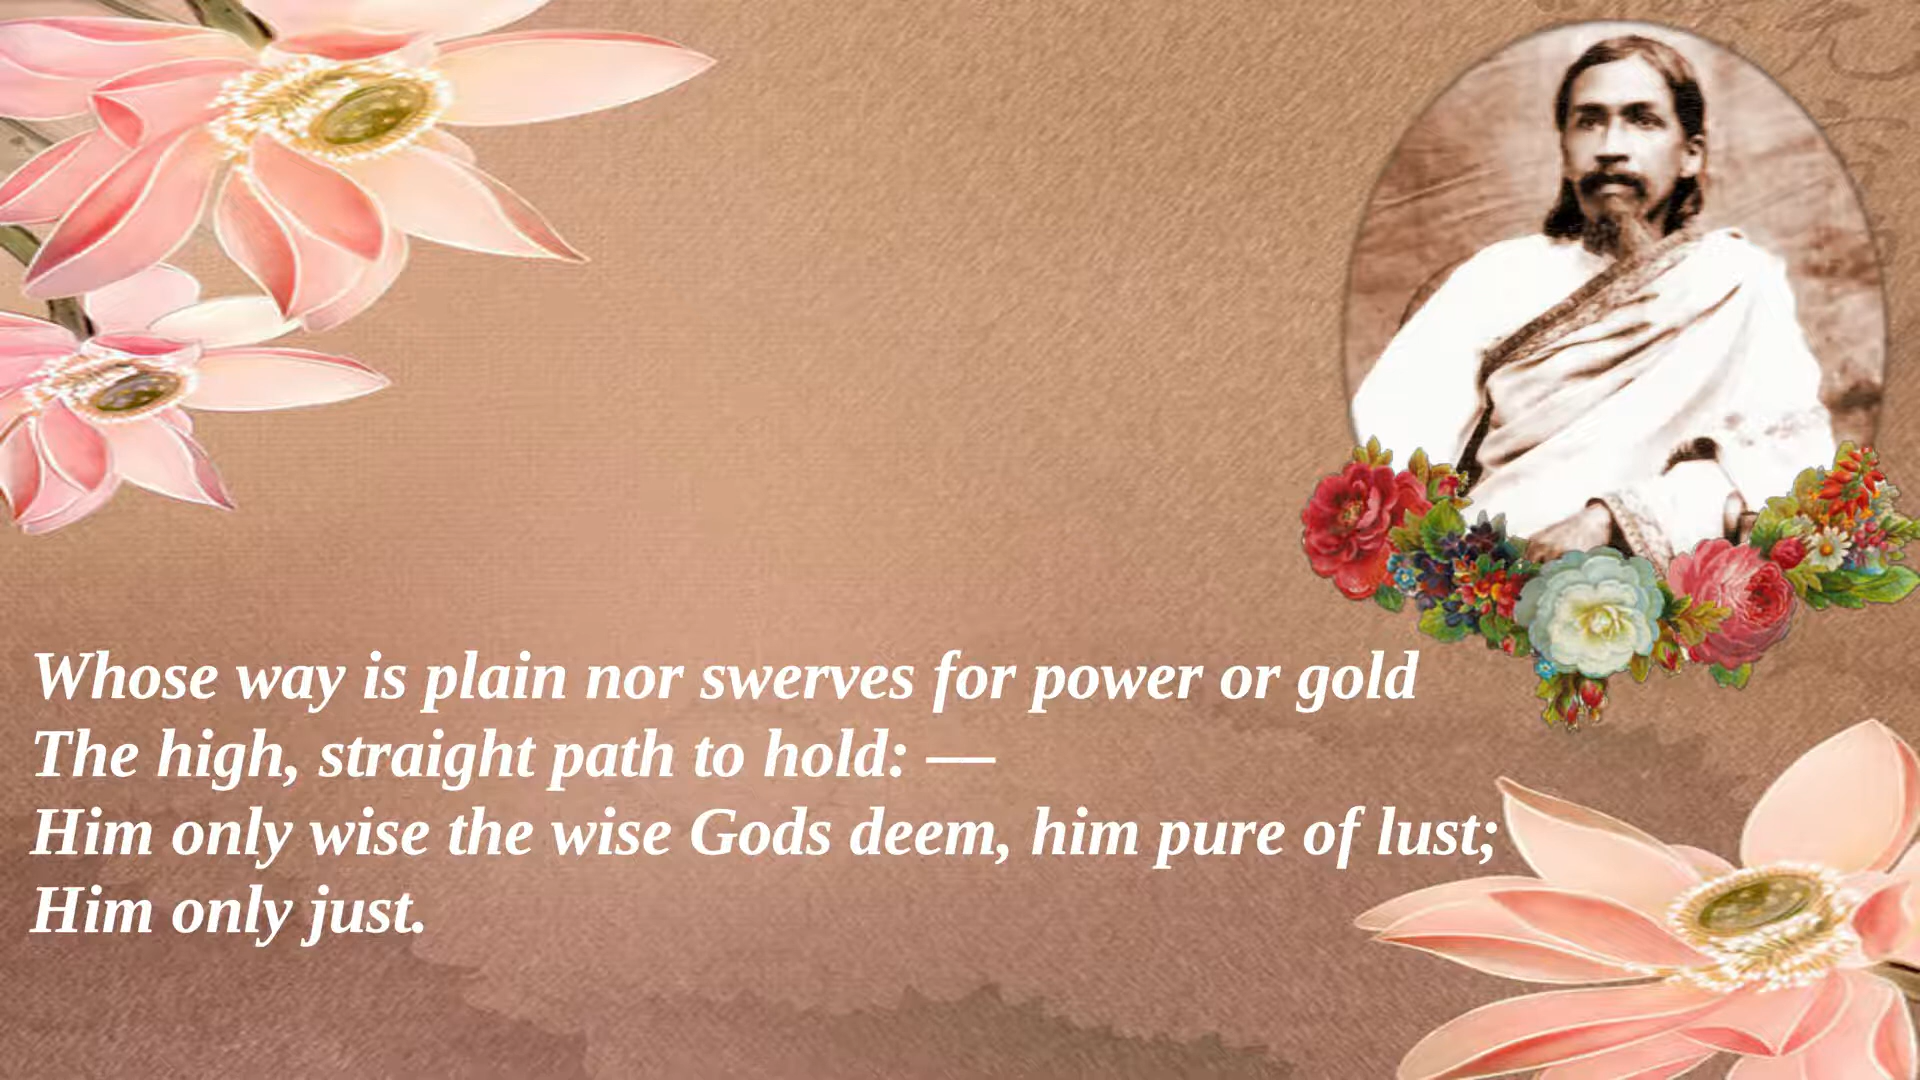 Whose way is plain nor swerves for power or gold
The high, straight path to hold: —
Him only wise the wise Gods deem, him pure of lust;
Him only just.